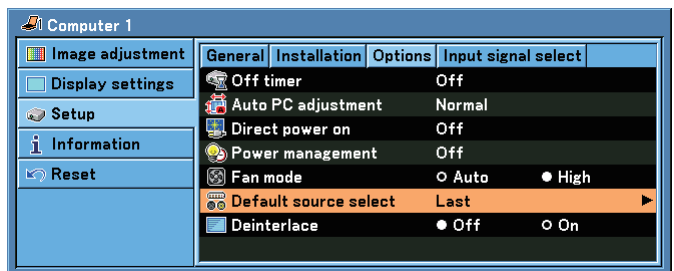 Computer 1
Image adjustment
Display settings
Setup
Information
Reset
General Installation Options Input signal select
Off timer Off
Auto PC adjustment Normal
Direct power on Off
Power management Off
Fan mode Auto High
Default source select Last
Deinterlace Off On